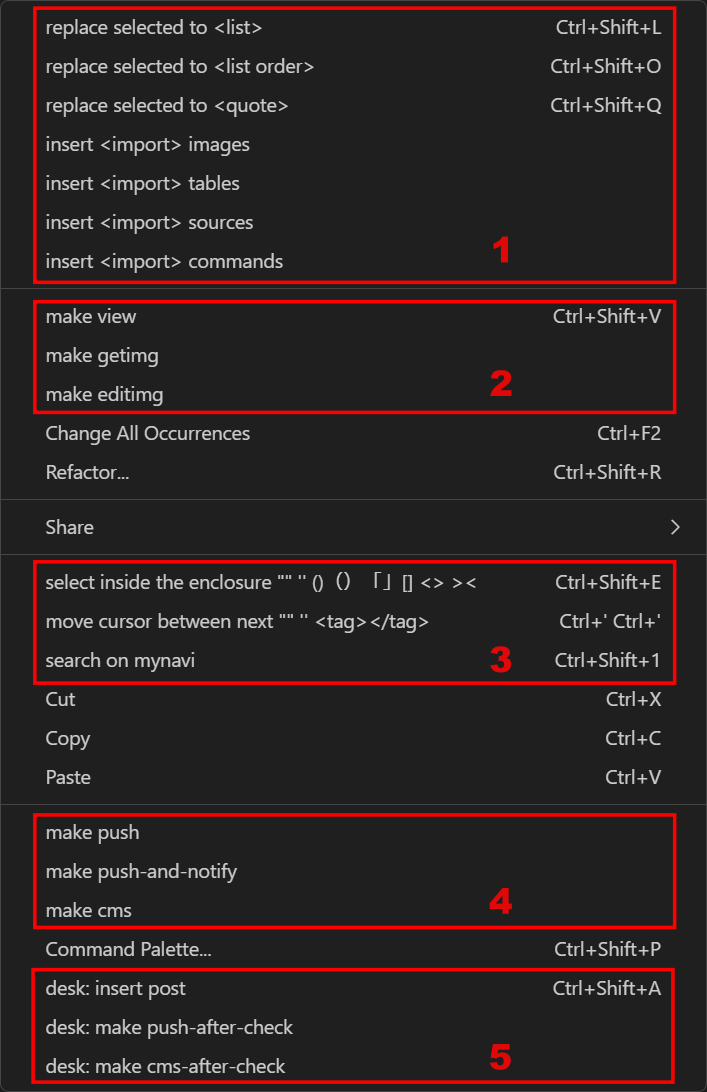 replace selected to <list> Ctrl+Shift+L
replace selected to <list order> Ctrl+Shift+O
replace selected to <quote> Ctrl+Shift+Q
insert <import> images
insert <import> tables
insert <import> sources
insert <import> commands
1
make view Ctrl+Shift+V
make getimg
make editimg
2
Change All Occurrences Ctrl+F2
Refactor... Ctrl+Shift+R
Share
select inside the enclosure "" '' () （） 「」 [] <> >< Ctrl+Shift+E
move cursor between next "" '' <tag></tag> Ctrl+' Ctrl+'
search on mynavi Ctrl+Shift+1
3
Cut Ctrl+X
Copy Ctrl+C
Paste Ctrl+V
make push
make push-and-notify
make cms
4
Command Palette... Ctrl+Shift+P
desk: insert post Ctrl+Shift+A
desk: make push-after-check
desk: make cms-after-check
5